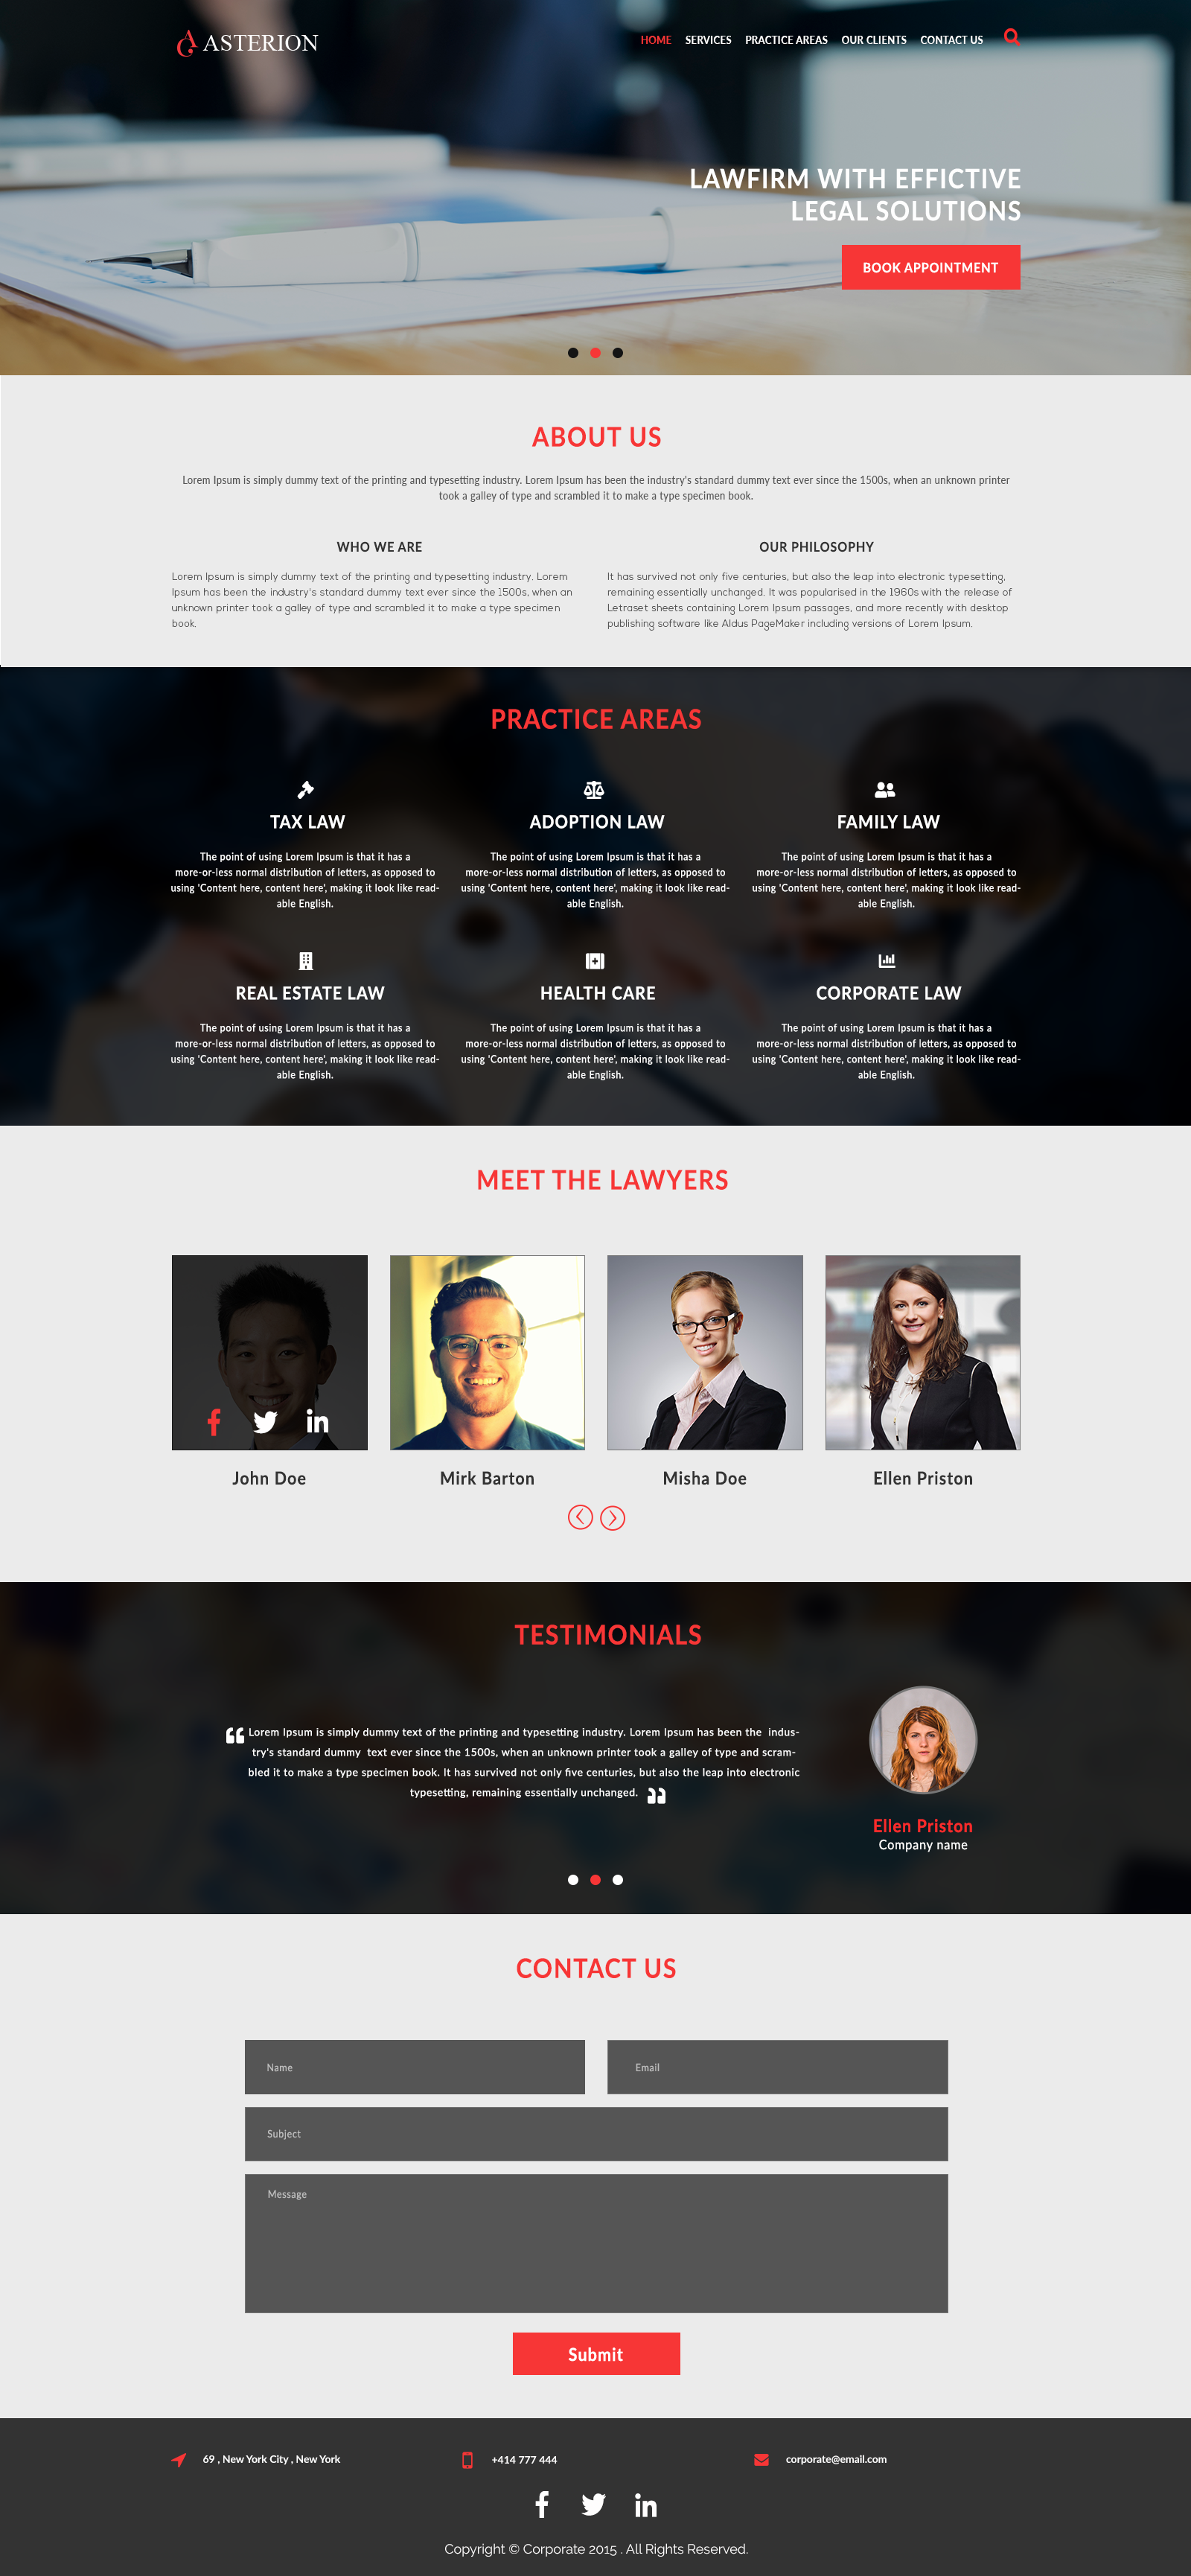 ASTERION
HOME SERVICES PRACTICE AREAS OUR CLIENTS CONTACT US
LAWFIRM WITH EFFICTIVE
LEGAL SOLUTIONS
BOOK APPOINTMENT
ABOUT US
Lorem Ipsum is simply dummy text of the printing and typesetting industry. Lorem Ipsum has been the industry's standard dummy text ever since the 1500s, when an unknown printer
took a galley of type and scrambled it to make a type specimen book.
WHO WE ARE
Lorem Ipsum is simply dummy text of the printing and typesetting industry. Lorem
Ipsum has been the industry's standard dummy text ever since the 1500s, when an
unknown printer took a galley of type and scrambled it to make a type specimen
book.
OUR PHILOSOPHY
It has survived not only five centuries, but also the leap into electronic typesetting,
remaining essentially unchanged. It was popularised in the 1960s with the release of
Letraset sheets containing Lorem Ipsum passages, and more recently with desktop
publishing software like Aldus PageMaker including versions of Lorem Ipsum.
PRACTICE AREAS
TAX LAW
The point of using Lorem Ipsum is that it has a
more-or-less normal distribution of letters, as opposed to
using 'Content here, content here', making it look like read-
able English.
ADOPTION LAW
The point of using Lorem Ipsum is that it has a
more-or-less normal distribution of letters, as opposed to
using 'Content here, content here', making it look like read-
able English.
FAMILY LAW
The point of using Lorem Ipsum is that it has a
more-or-less normal distribution of letters, as opposed to
using 'Content here, content here', making it look like read-
able English.
REAL ESTATE LAW
The point of using Lorem Ipsum is that it has a
more-or-less normal distribution of letters, as opposed to
using 'Content here, content here', making it look like read-
able English.
HEALTH CARE
The point of using Lorem Ipsum is that it has a
more-or-less normal distribution of letters, as opposed to
using 'Content here, content here', making it look like read-
able English.
CORPORATE LAW
The point of using Lorem Ipsum is that it has a
more-or-less normal distribution of letters, as opposed to
using 'Content here, content here', making it look like read-
able English.
MEET THE LAWYERS
John Doe
Mirk Barton
Misha Doe
Ellen Priston
TESTIMONIALS
“ Lorem Ipsum is simply dummy text of the printing and typesetting industry. Lorem Ipsum has been the indus-
try's standard dummy text ever since the 1500s, when an unknown printer took a galley of type and scram-
bled it to make a type specimen book. It has survived not only five centuries, but also the leap into electronic
typesetting, remaining essentially unchanged. ”
Ellen Priston
Company name
CONTACT US
Name
Email
Subject
Message
Submit
69 , New York City , New York
+414 777 444
corporate@email.com
Copyright © Corporate 2015 . All Rights Reserved.